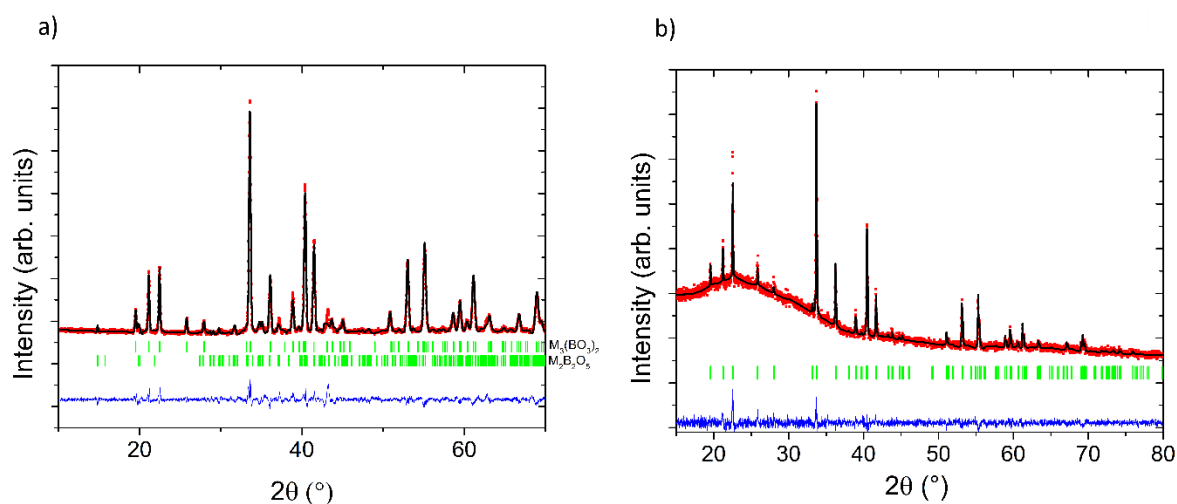 a)
Intensity (arb. units)
M₃(BO₃)₂
M₂B₂O₅
20
40
60
2θ (°)
b)
Intensity (arb. units)
20
30
40
50
60
70
80
2θ (°)